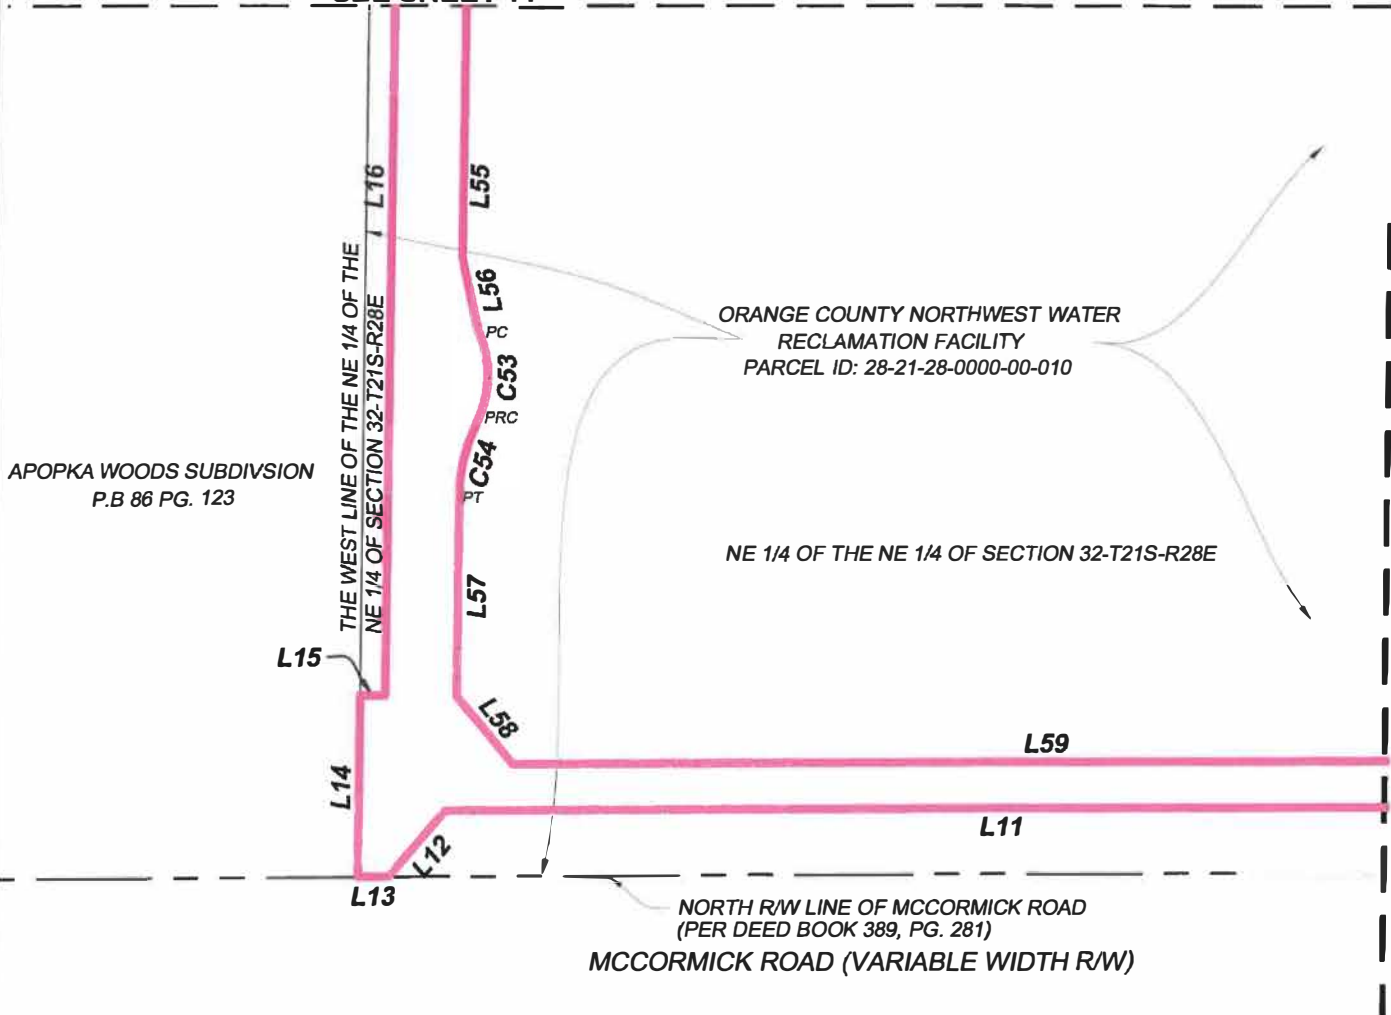 L16
L55
L56
PC
C53
PRC
C54
PT
ORANGE COUNTY NORTHWEST WATER
RECLAMATION FACILITY
PARCEL ID: 28-21-28-0000-00-010
THE WEST LINE OF THE NE 1/4 OF THE
NE 1/4 OF SECTION 32-T21S-R28E
APOPKA WOODS SUBDIVSION
P.B 86 PG. 123
NE 1/4 OF THE NE 1/4 OF SECTION 32-T21S-R28E
L57
L15
L58
L59
L14
L12
L11
L13
NORTH R/W LINE OF MCCORMICK ROAD
(PER DEED BOOK 389, PG. 281)
MCCORMICK ROAD (VARIABLE WIDTH R/W)